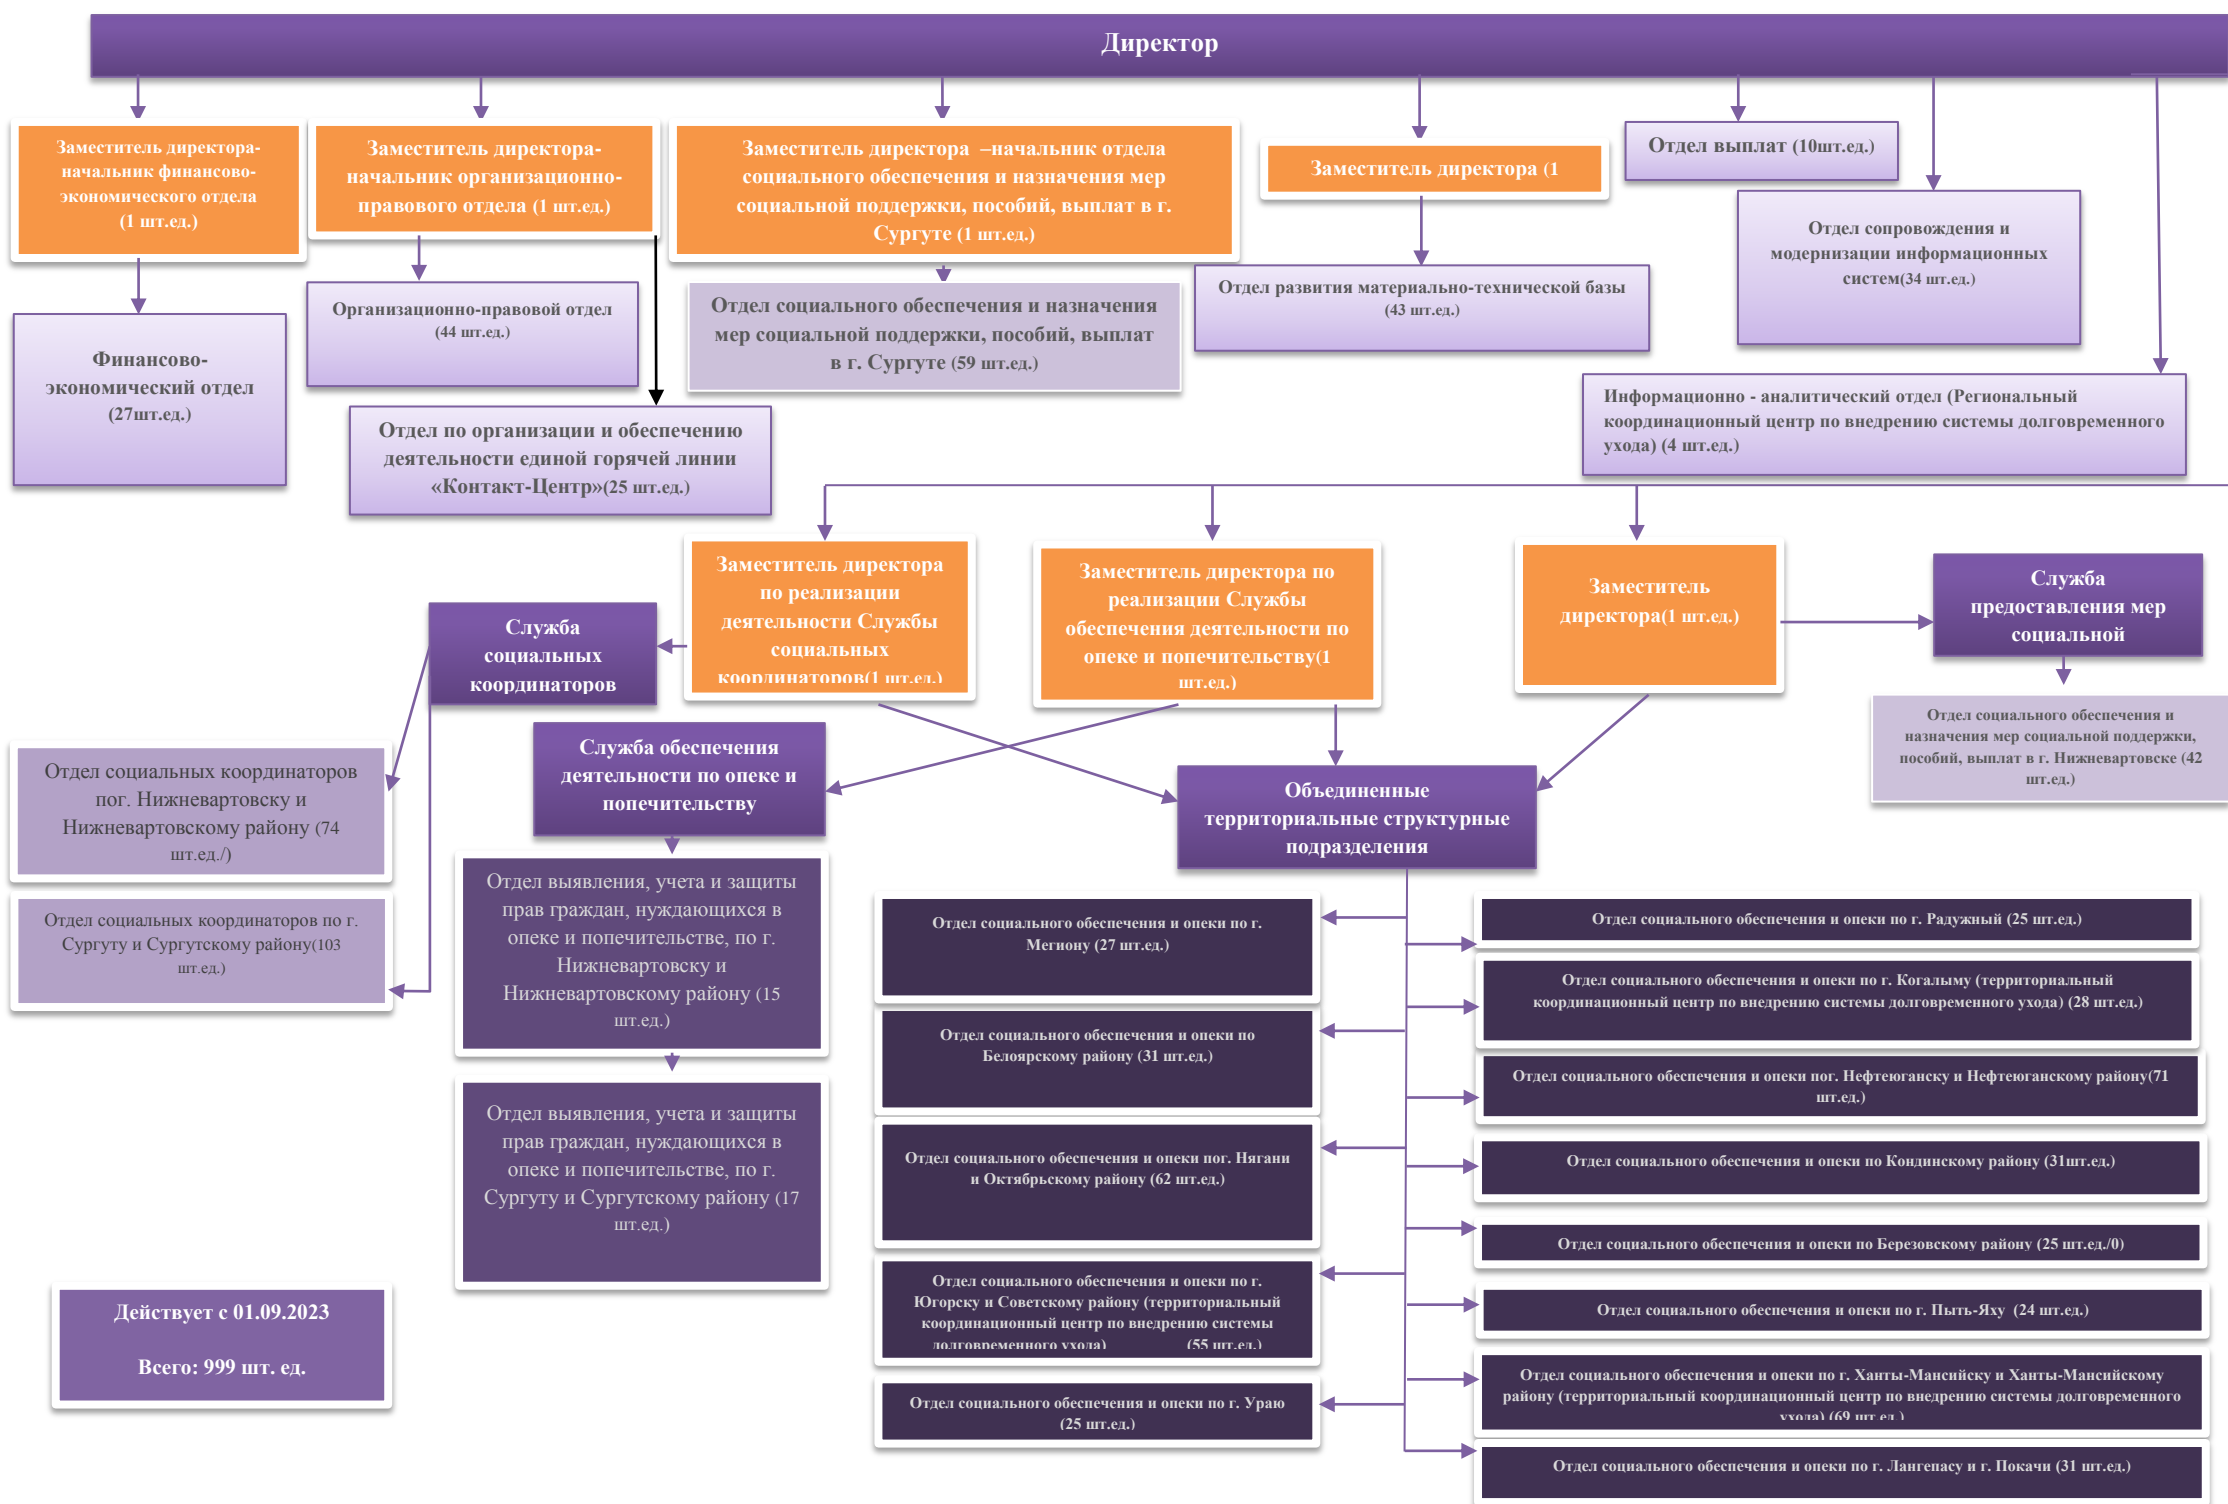 Директор
Заместитель директора-
начальник финансово-
экономического отдела
(1 шт.ед.)
Заместитель директора-
начальник организационно-
правового отдела (1 шт.ед.)
Заместитель директора –начальник отдела
социального обеспечения и назначения мер
социальной поддержки, пособий, выплат в г.
Сургуте (1 шт.ед.)
Заместитель директора (1
Отдел выплат (10шт.ед.)
Отдел сопровождения и
модернизации информационных
систем(34 шт.ед.)
Финансово-
экономический отдел
(27шт.ед.)
Организационно-правовой отдел
(44 шт.ед.)
Отдел социального обеспечения и назначения
мер социальной поддержки, пособий, выплат
в г. Сургуте (59 шт.ед.)
Отдел развития материально-технической базы
(43 шт.ед.)
Информационно - аналитический отдел (Региональный
координационный центр по внедрению системы долговременного
ухода) (4 шт.ед.)
Отдел по организации и обеспечению
деятельности единой горячей линии
«Контакт-Центр»(25 шт.ед.)
Заместитель директора
по реализации
деятельности Службы
социальных
координаторов(1 шт.ед.)
Заместитель директора по
реализации Службы
обеспечения деятельности по
опеке и попечительству(1
шт.ед.)
Заместитель
директора(1 шт.ед.)
Служба
предоставления мер
социальной
Служба
социальных
координаторов
Отдел социального обеспечения и
назначения мер социальной поддержки,
пособий, выплат в г. Нижневартовске (42
шт.ед.)
Служба обеспечения
деятельности по опеке и
попечительству
Объединенные
территориальные структурные
подразделения
Отдел социальных координаторов
пог. Нижневартовску и
Нижневартовскому району (74
шт.ед./)
Отдел социальных координаторов по г.
Сургуту и Сургутскому району(103
шт.ед.)
Отдел выявления, учета и защиты
прав граждан, нуждающихся в
опеке и попечительстве, по г.
Нижневартовску и
Нижневартовскому району (15
шт.ед.)
Отдел выявления, учета и защиты
прав граждан, нуждающихся в
опеке и попечительстве, по г.
Сургуту и Сургутскому району (17
шт.ед.)
Отдел социального обеспечения и опеки по г.
Мегиону (27 шт.ед.)
Отдел социального обеспечения и опеки по
Белоярскому району (31 шт.ед.)
Отдел социального обеспечения и опеки пог. Нягани
и Октябрьскому району (62 шт.ед.)
Отдел социального обеспечения и опеки по г.
Югорску и Советскому району (территориальный
координационный центр по внедрению системы
долговременного ухода) (55 шт.ед.)
Отдел социального обеспечения и опеки по г. Ураю
(25 шт.ед.)
Отдел социального обеспечения и опеки по г. Радужный (25 шт.ед.)
Отдел социального обеспечения и опеки по г. Когалыму (территориальный
координационный центр по внедрению системы долговременного ухода) (28 шт.ед.)
Отдел социального обеспечения и опеки пог. Нефтеюганску и Нефтеюганскому району(71
шт.ед.)
Отдел социального обеспечения и опеки по Кондинскому району (31шт.ед.)
Отдел социального обеспечения и опеки по Березовскому району (25 шт.ед./0)
Отдел социального обеспечения и опеки по г. Пыть-Яху (24 шт.ед.)
Отдел социального обеспечения и опеки по г. Ханты-Мансийску и Ханты-Мансийскому
району (территориальный координационный центр по внедрению системы долговременного
ухода) (69 шт.ед.)
Отдел социального обеспечения и опеки по г. Лангепасу и г. Покачи (31 шт.ед.)
Действует с 01.09.2023
Всего: 999 шт. ед.